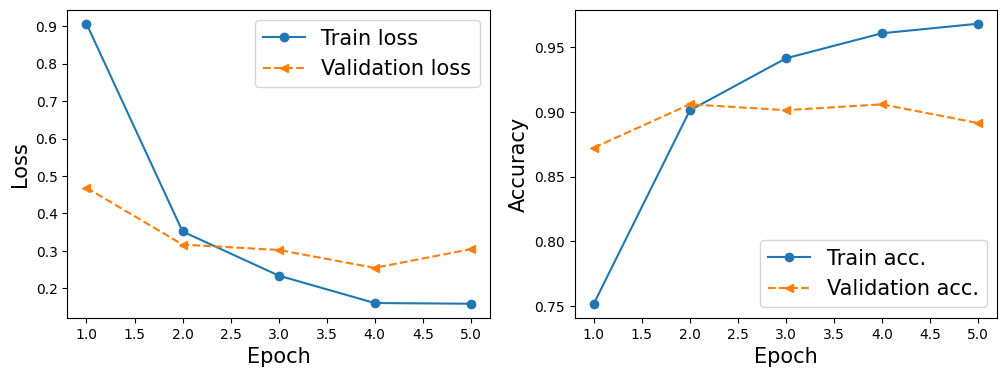 0.9
0.8
0.7
0.6
0.5
0.4
0.3
0.2
Loss
Train loss
Validation loss
1.0 1.5 2.0 2.5 3.0 3.5 4.0 4.5 5.0
Epoch
0.95
0.90
0.85
0.80
0.75
Accuracy
Train acc.
Validation acc.
1.0 1.5 2.0 2.5 3.0 3.5 4.0 4.5 5.0
Epoch